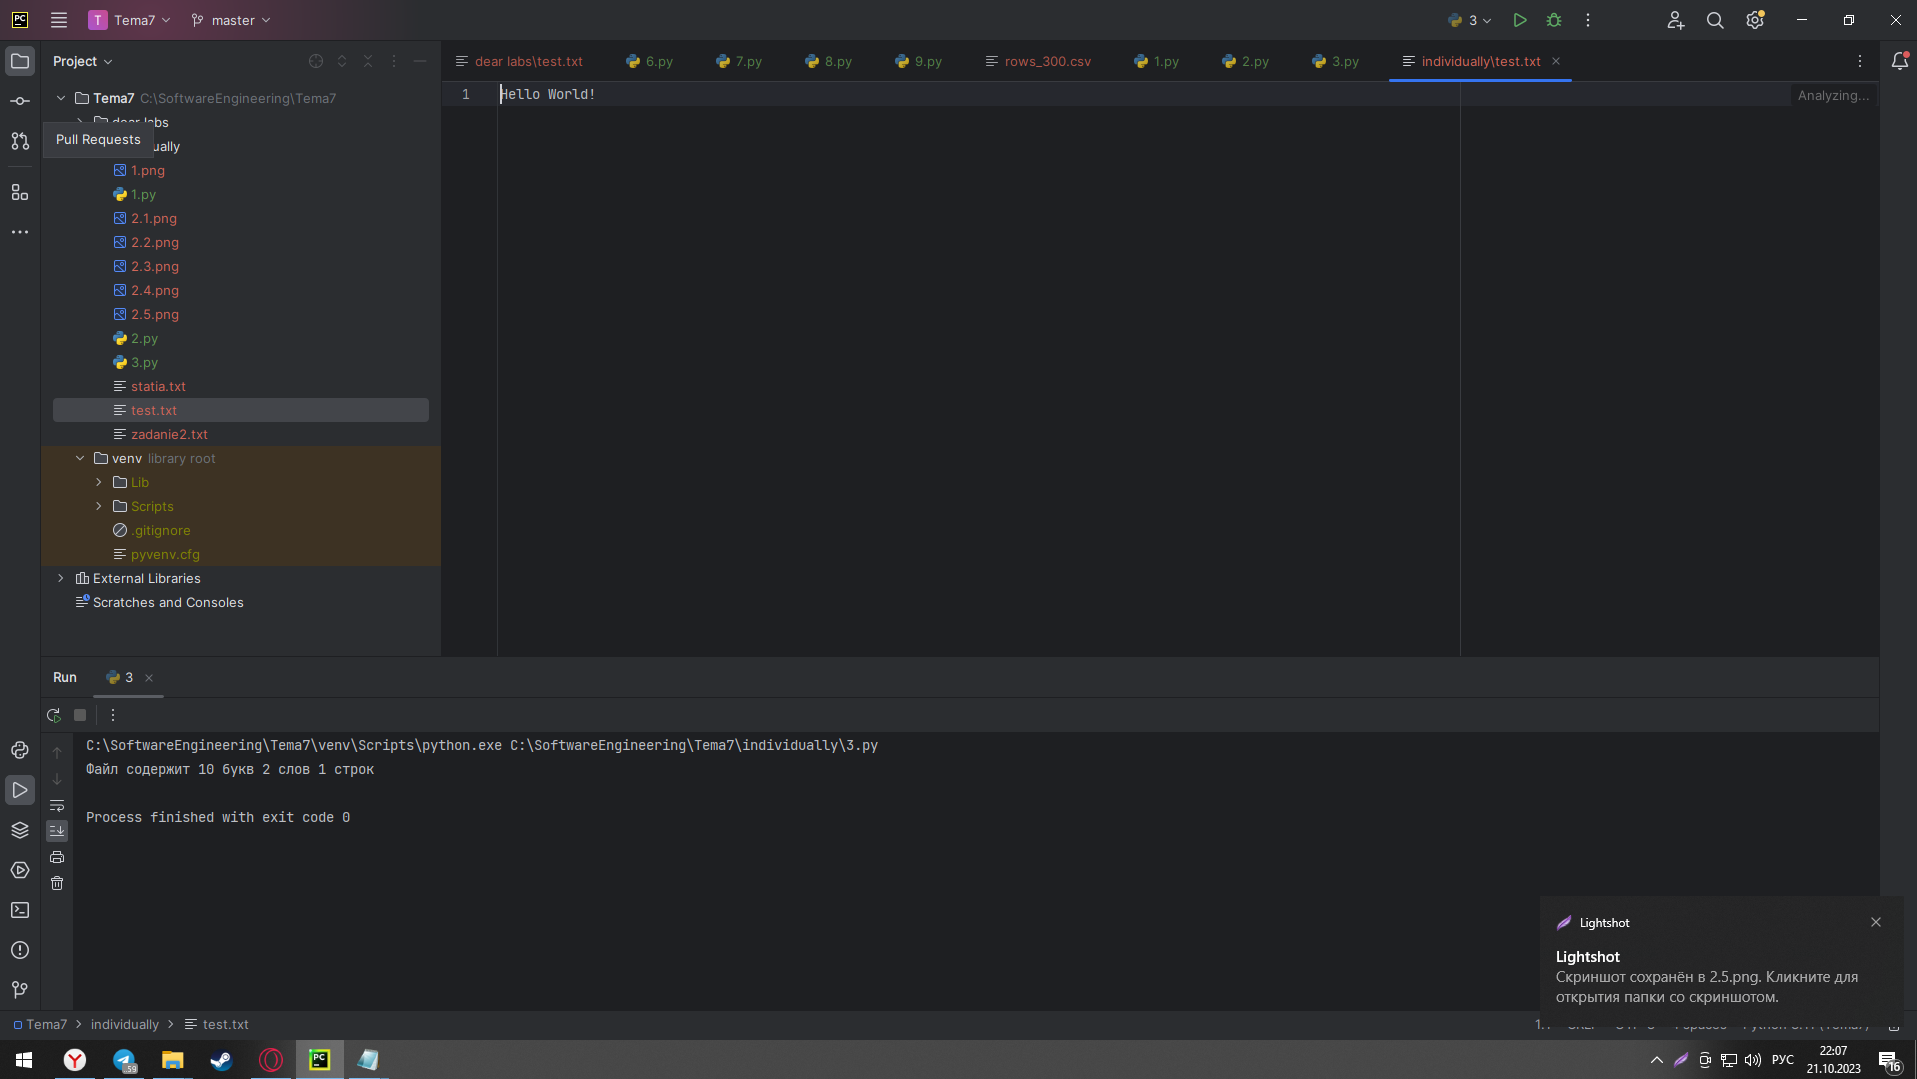 PC T Tema7 master 3
Project
Tema7 C:\SoftwareEngineering\Tema7
dear labs
Pull Requests
ually
1.png
1.py
2.1.png
2.2.png
2.3.png
2.4.png
2.5.png
2.py
3.py
statia.txt
test.txt
zadanie2.txt
venv library root
Lib
Scripts
.gitignore
pyvenv.cfg
External Libraries
Scratches and Consoles
dear labs\test.txt 6.py 7.py 8.py 9.py rows_300.csv 1.py 2.py 3.py individually\test.txt
1 Hello World! Analyzing...
Run 3
C:\SoftwareEngineering\Tema7\venv\Scripts\python.exe C:\SoftwareEngineering\Tema7\individually\3.py
Файл содержит 10 букв 2 слов 1 строк
Process finished with exit code 0
Lightshot
Lightshot
Скриншот сохранён в 2.5.png. Кликните для
открытия папки со скриншотом.
Tema7 individually test.txt
59 PC РУС 22:07
21.10.2023 16